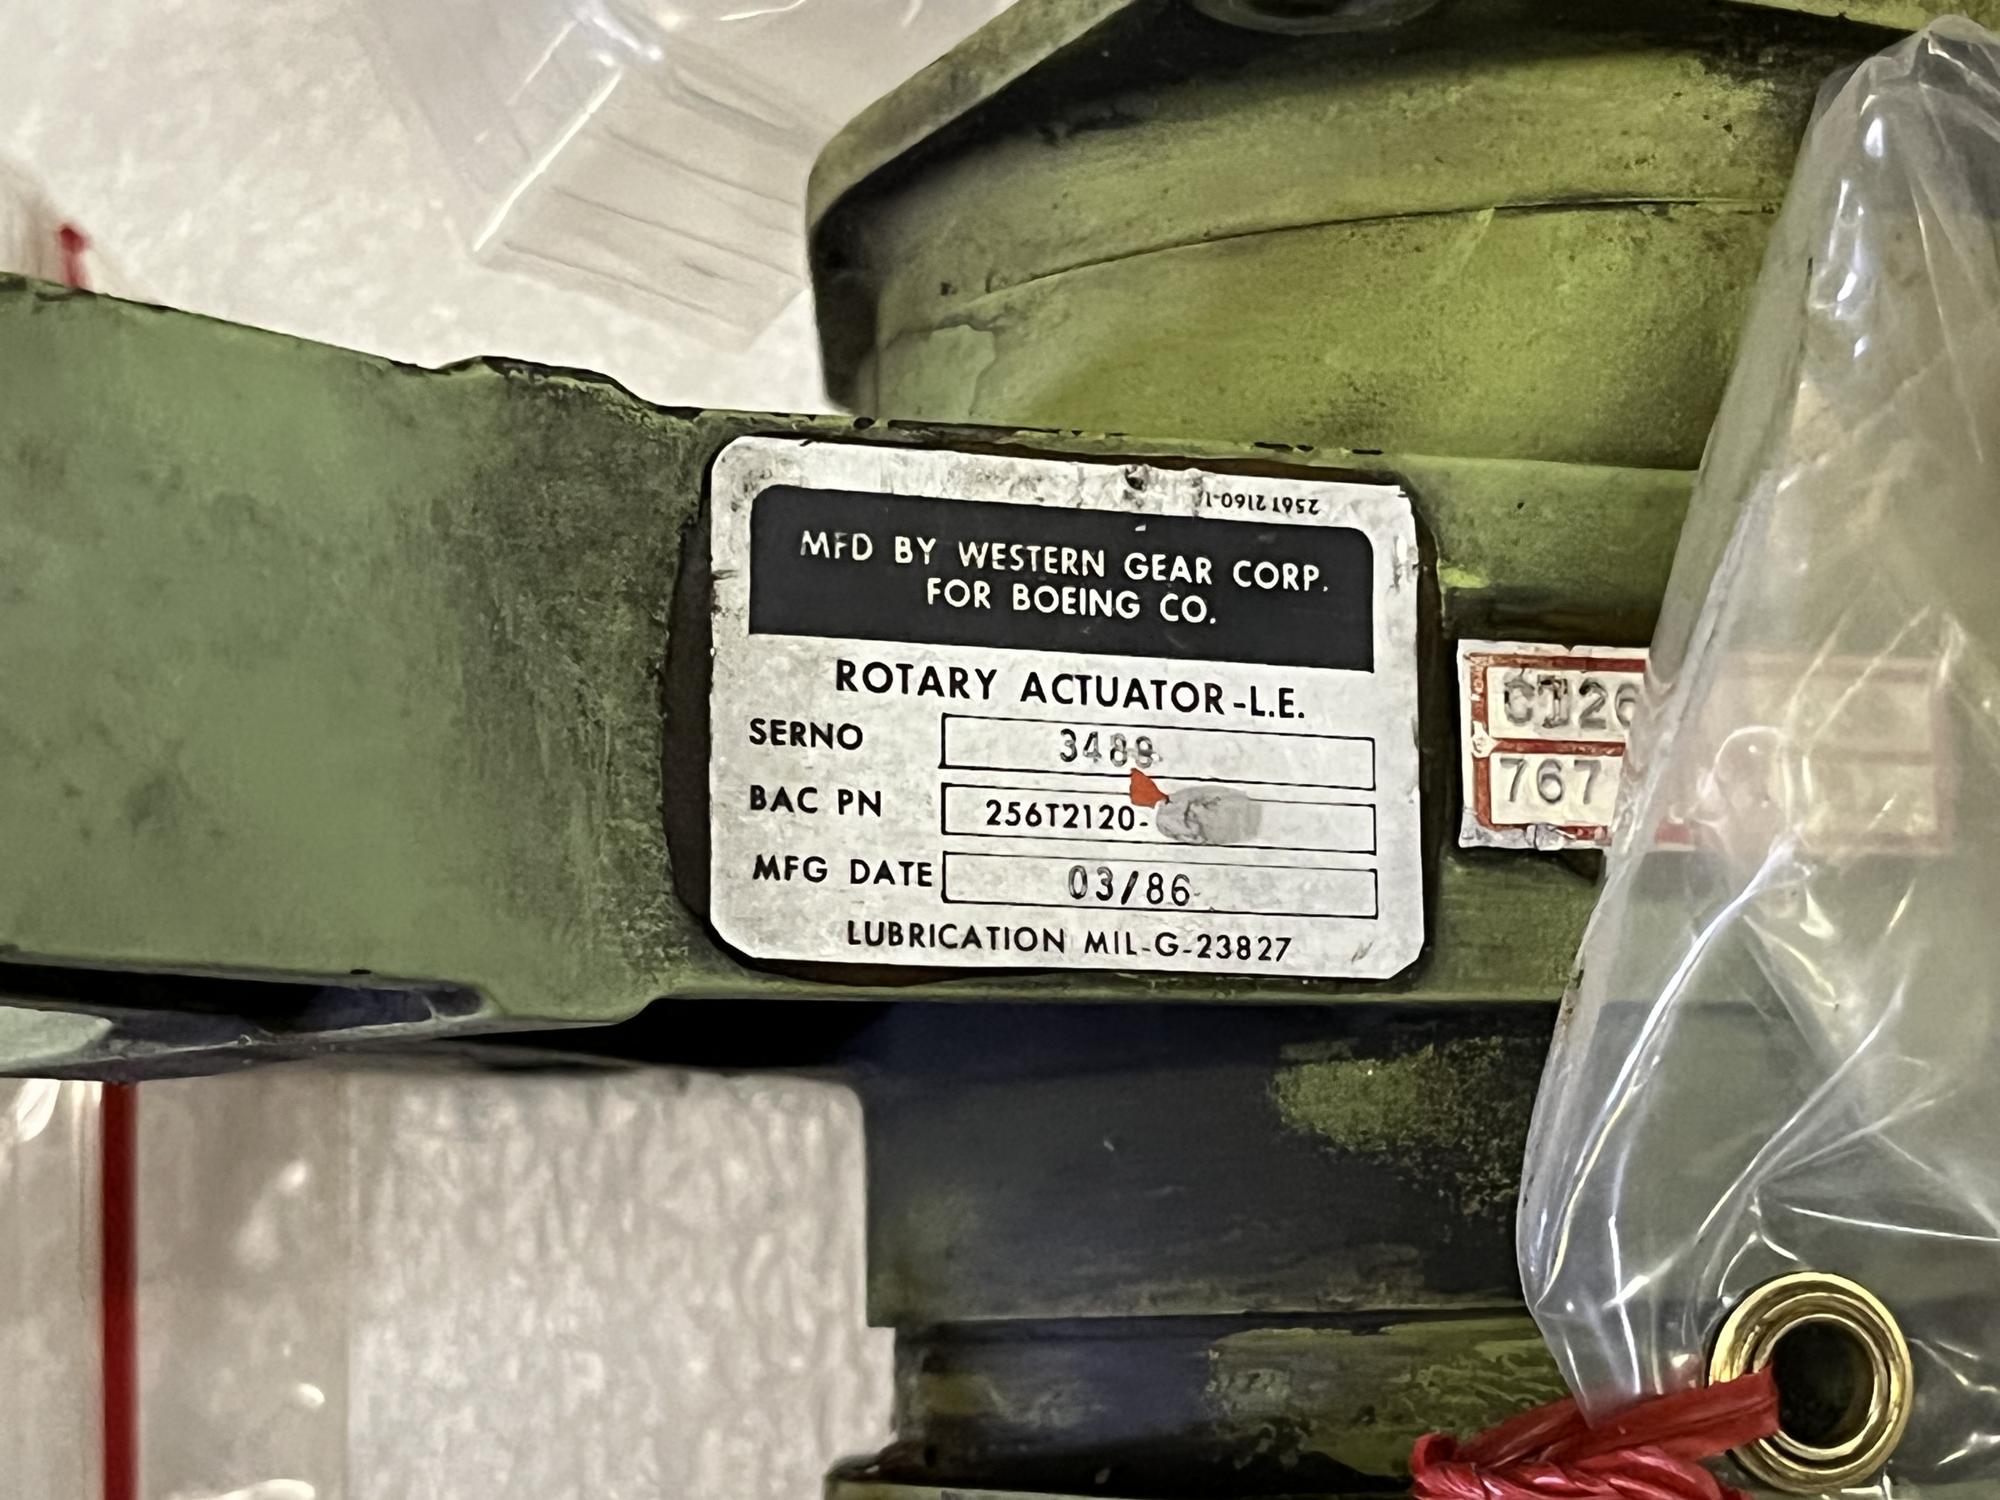 256T2160-1
MFD BY WESTERN GEAR CORP.
FOR BOEING CO.
ROTARY ACTUATOR-L.E.
SERNO 3489
BAC PN 256T2120-
MFG DATE 03/86
LUBRICATION MIL-G-23827
767